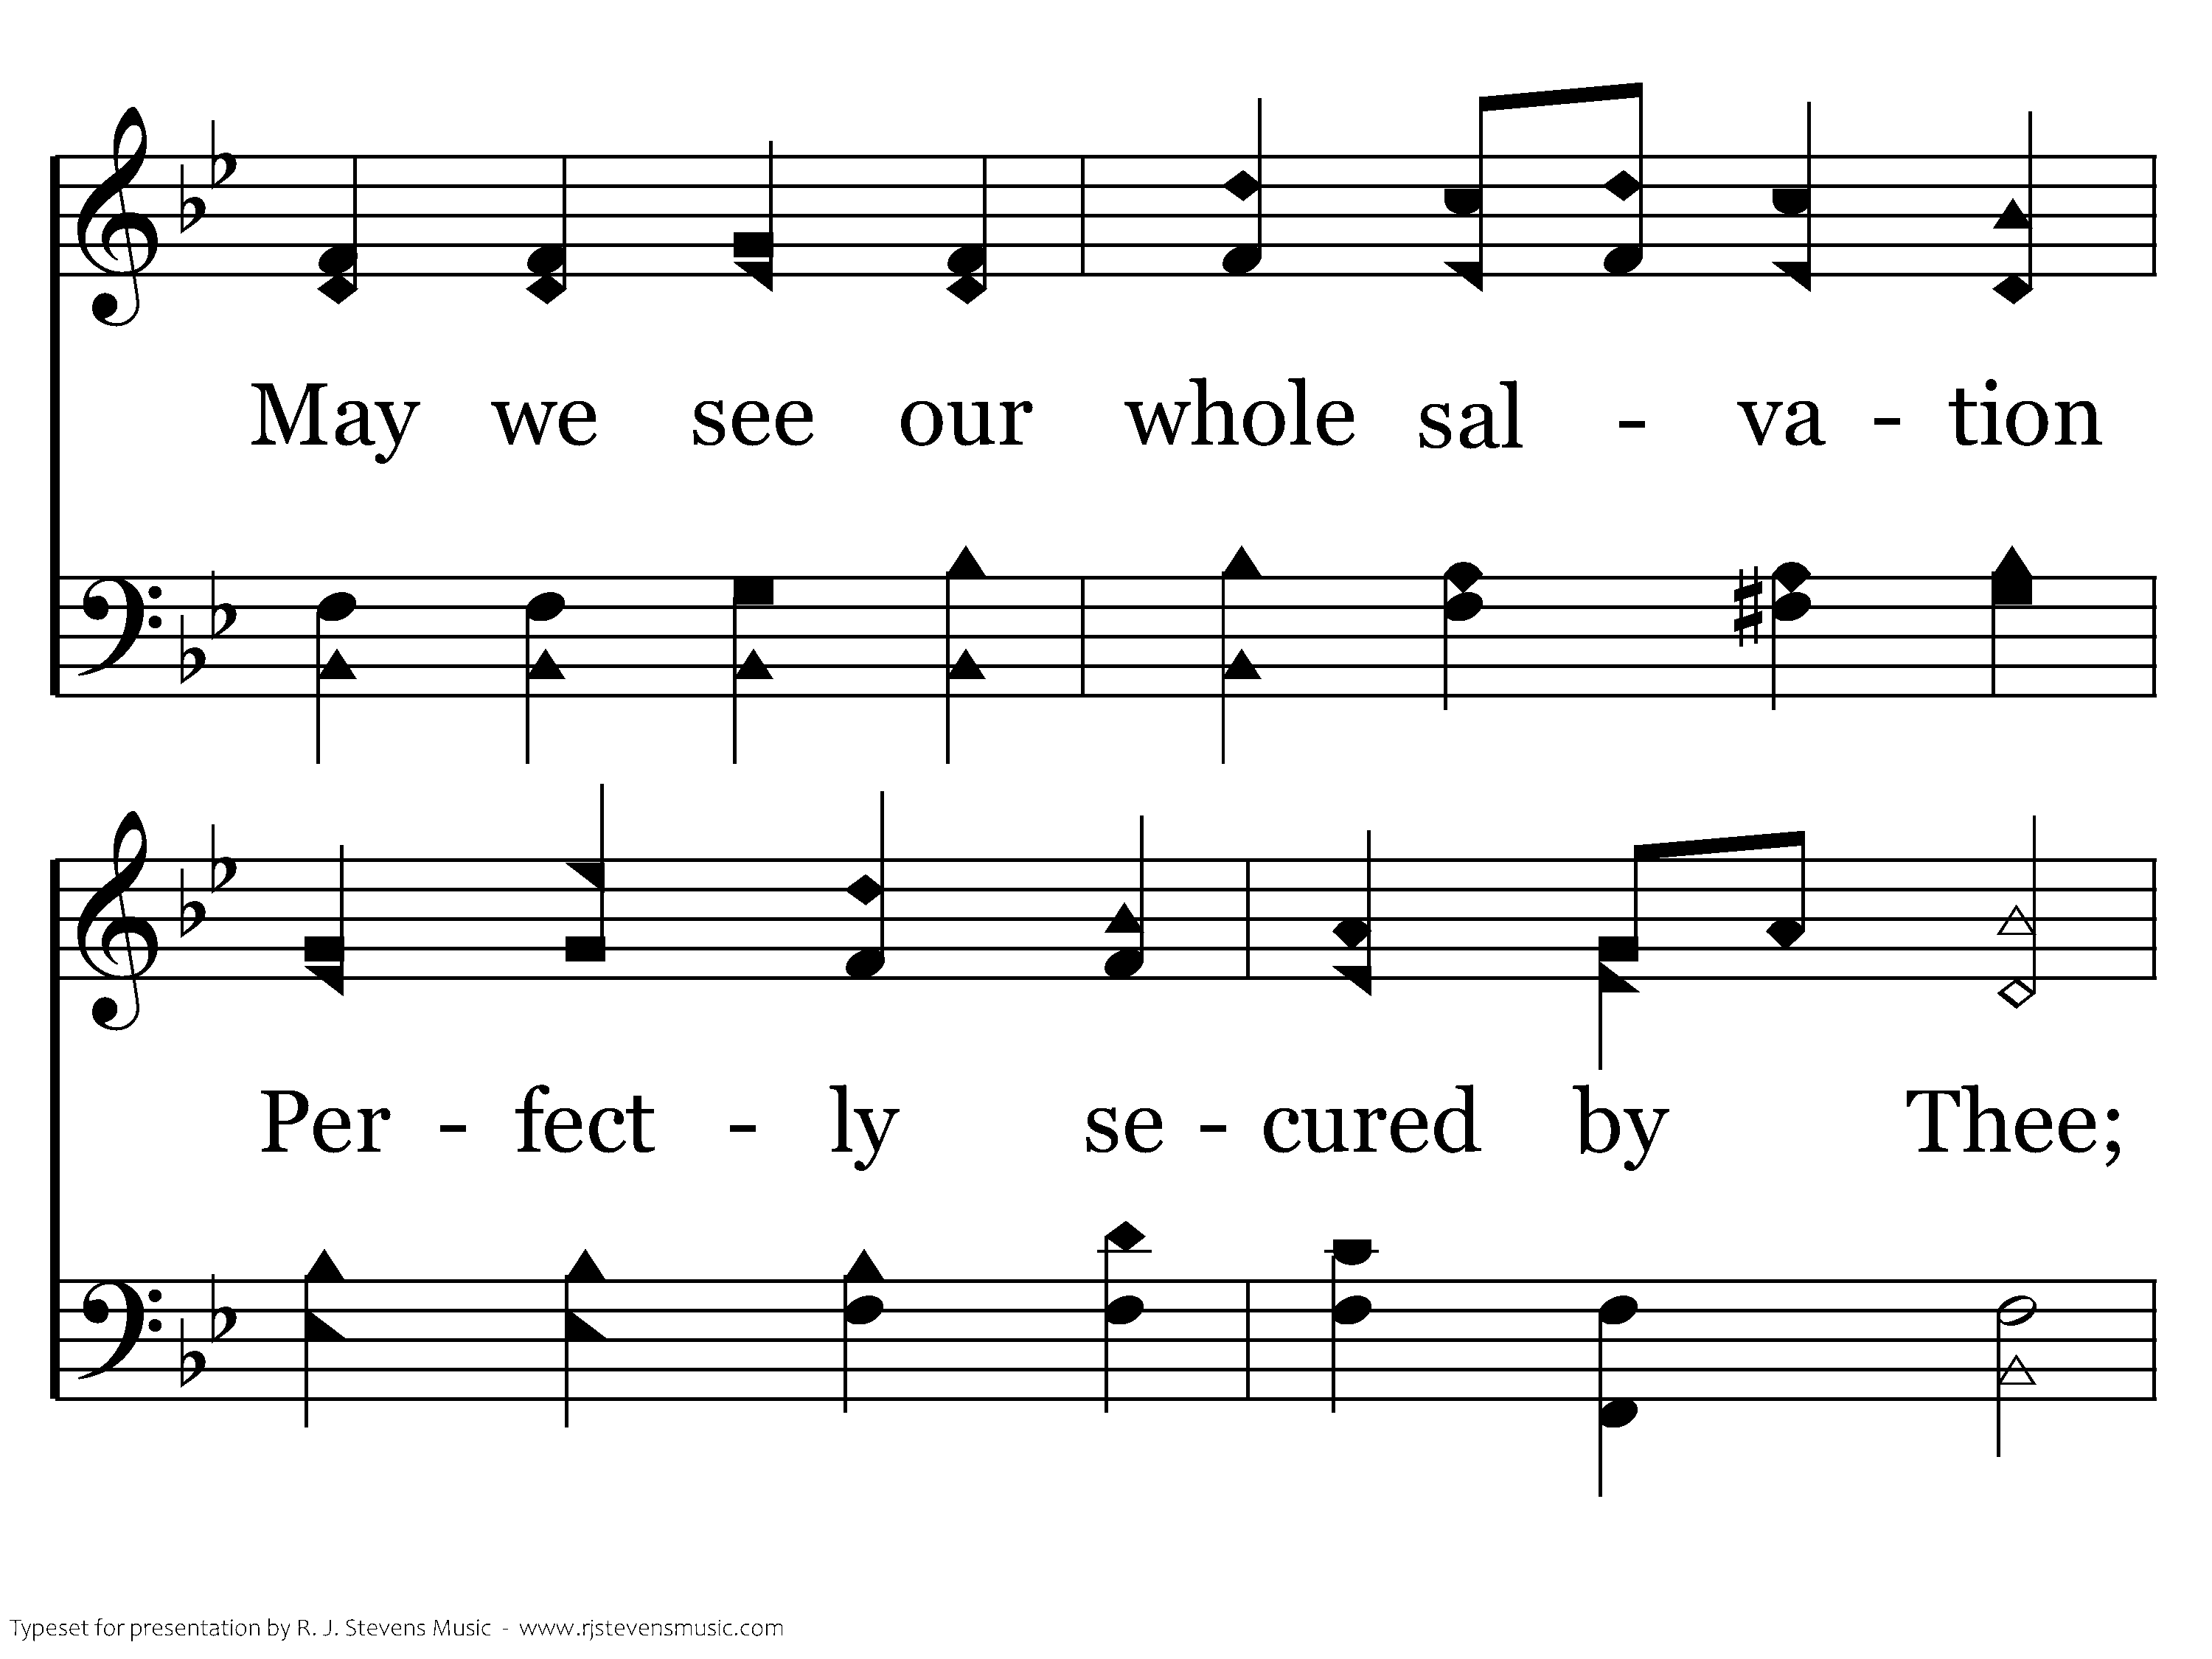 May we see our whole sal - va - tion
Per - fect - ly se - cured by Thee;
Typeset for presentation by R. J. Stevens Music - www.rjstevensmusic.com